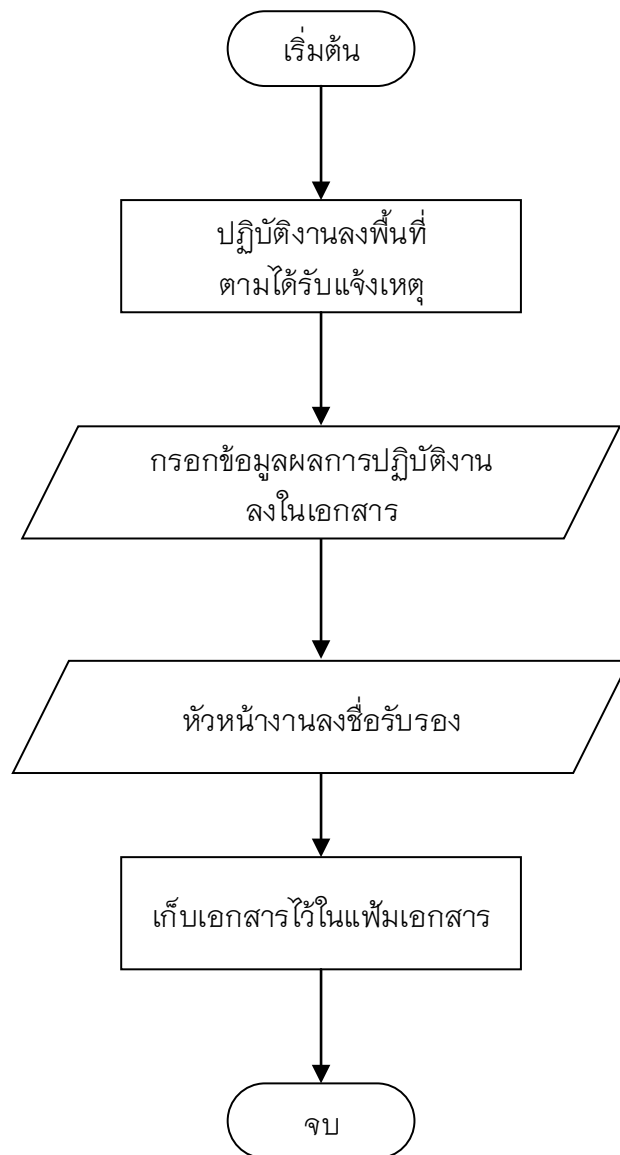 เริ่มต้น
ปฏิบัติงานลงพื้นที่
ตามได้รับแจ้งเหตุ
กรอกข้อมูลผลการปฏิบัติงาน
ลงในเอกสาร
หัวหน้างานลงชื่อรับรอง
เก็บเอกสารไว้ในแฟ้มเอกสาร
จบ